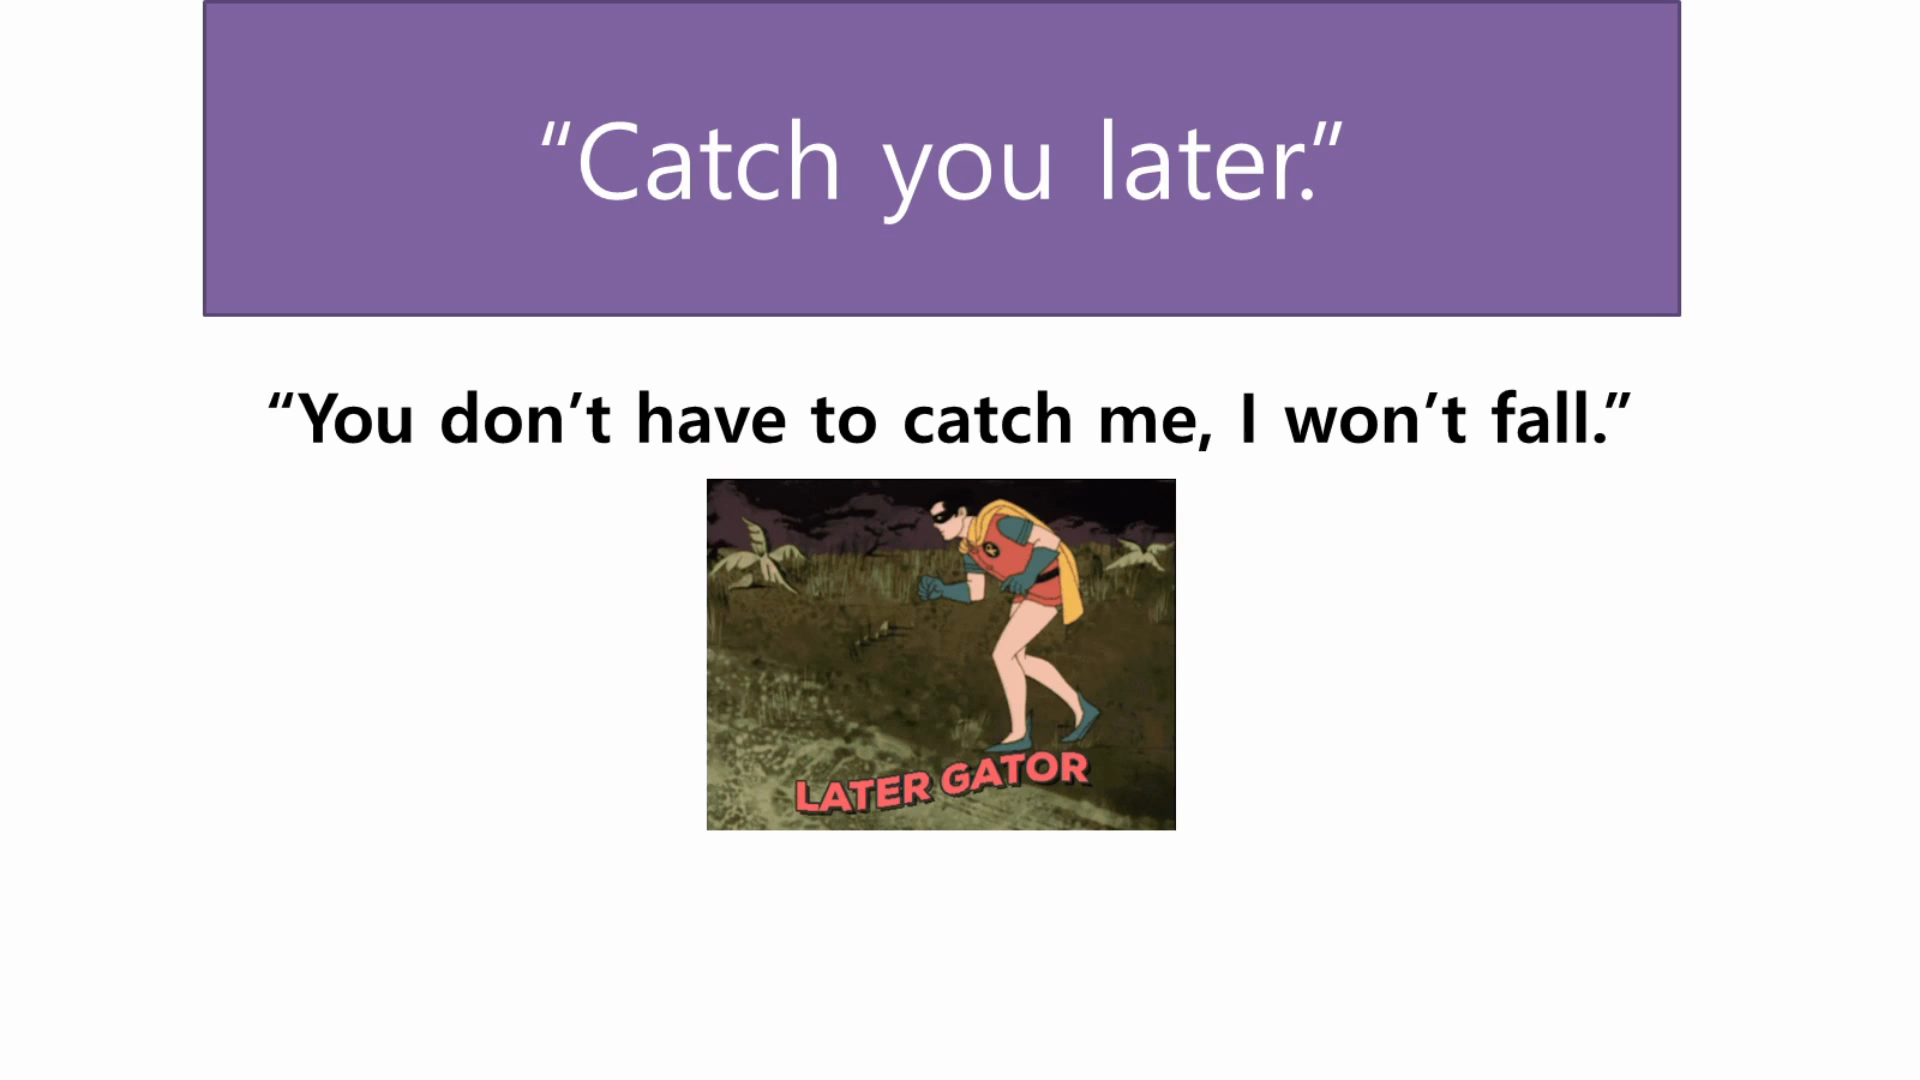 “Catch you later.”
“You don’t have to catch me, I won’t fall.”
LATER GATOR